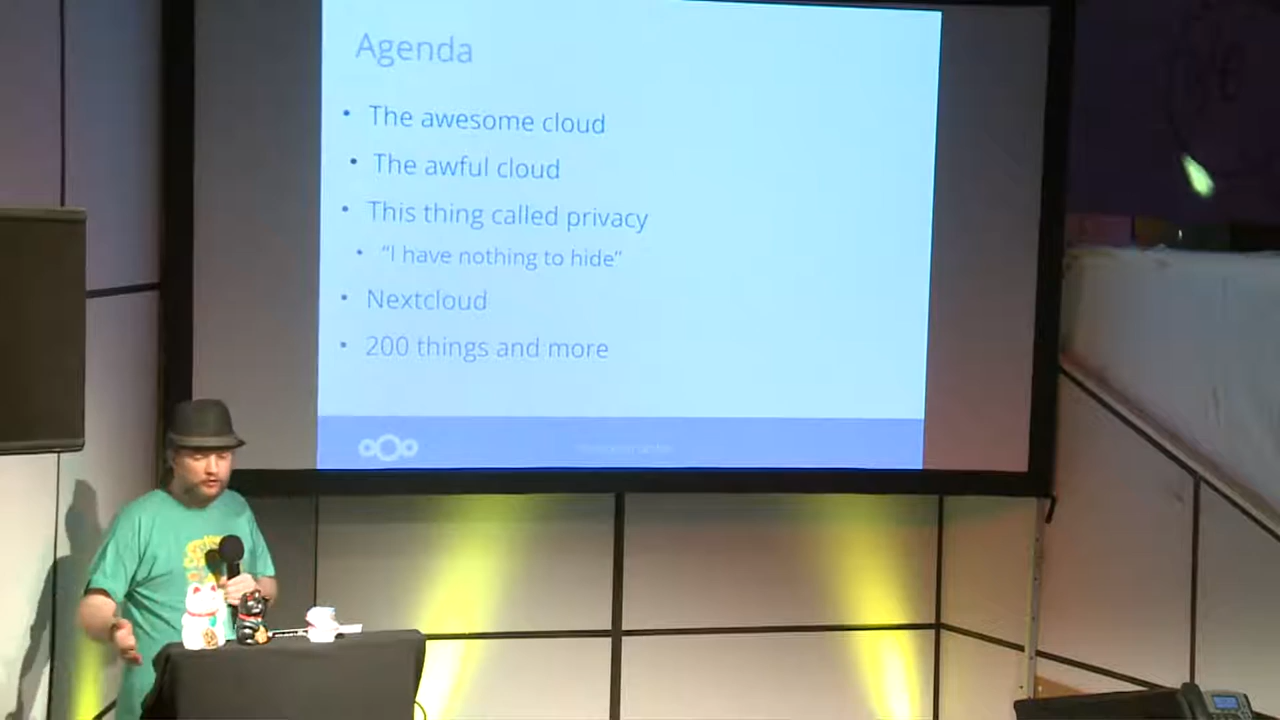 Agenda
• The awesome cloud
• The awful cloud
• This thing called privacy
• “I have nothing to hide”
• Nextcloud
• 200 things and more